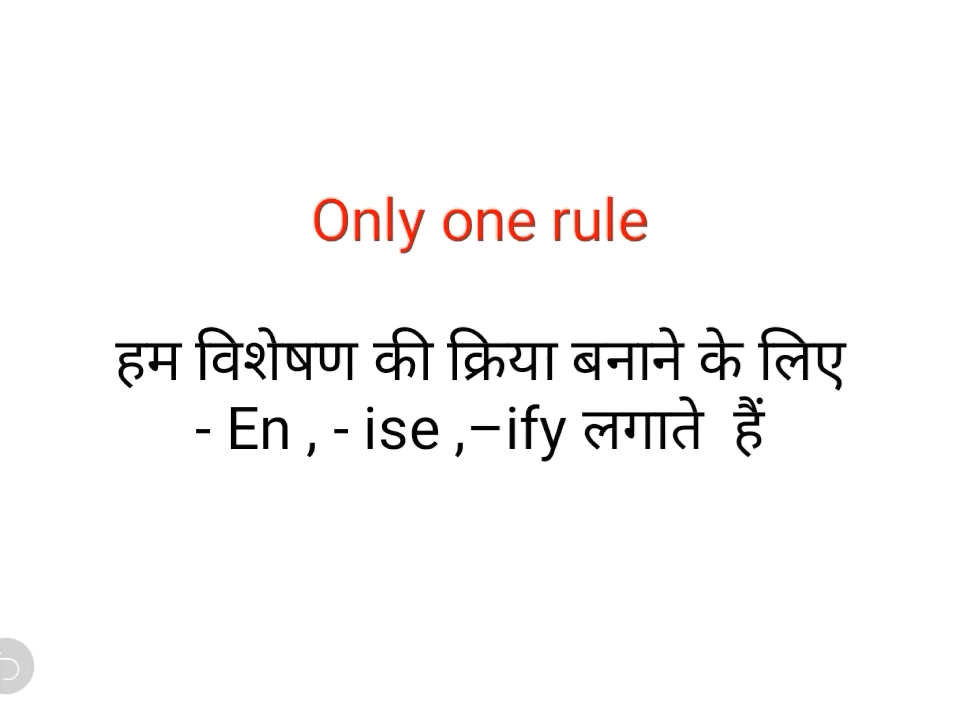 Only one rule
हम विशेषण की क्रिया बनाने के लिए
- En , - ise ,–ify लगाते  हैं